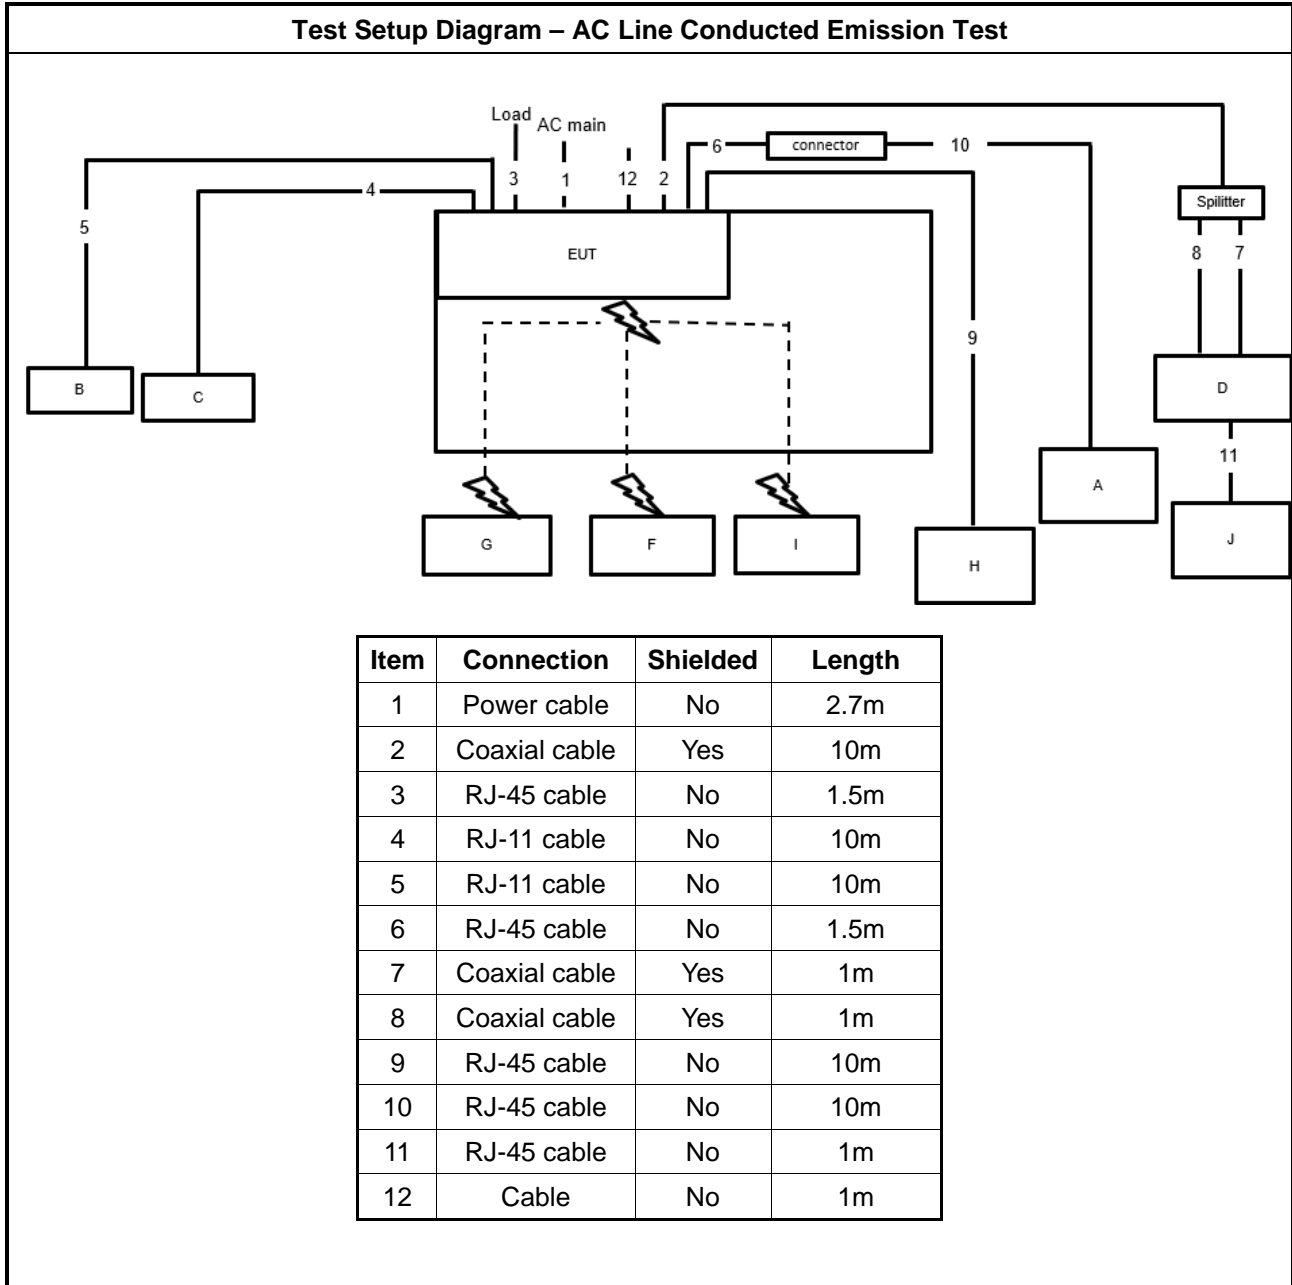 Test Setup Diagram – AC Line Conducted Emission Test
Load
AC main
6
connector
10
5
4
3
1
12
2
Spilitter
8
7
EUT
9
B
C
D
11
A
J
G
F
I
H
Item Connection Shielded Length
1 Power cable No 2.7m
2 Coaxial cable Yes 10m
3 RJ-45 cable No 1.5m
4 RJ-11 cable No 10m
5 RJ-11 cable No 10m
6 RJ-45 cable No 1.5m
7 Coaxial cable Yes 1m
8 Coaxial cable Yes 1m
9 RJ-45 cable No 10m
10 RJ-45 cable No 10m
11 RJ-45 cable No 1m
12 Cable No 1m